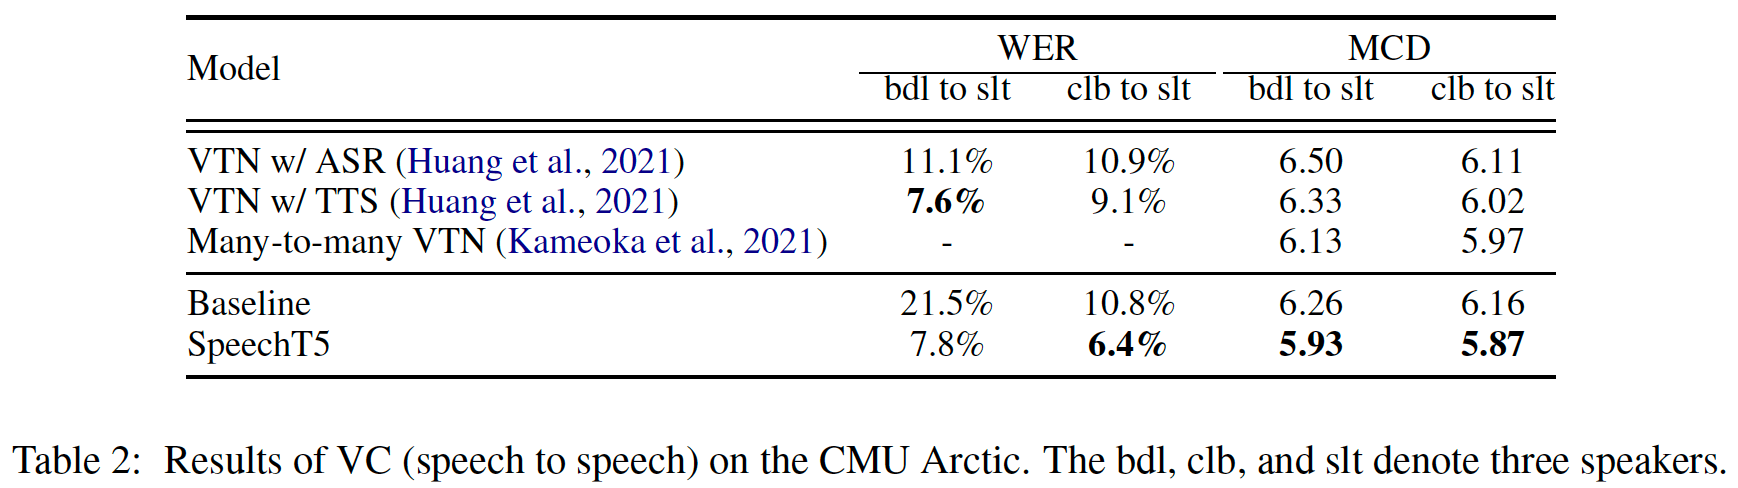 Model WER MCD
bdl to slt clb to slt bdl to slt clb to slt
VTN w/ ASR (Huang et al., 2021) 11.1% 10.9% 6.50 6.11
VTN w/ TTS (Huang et al., 2021) 7.6% 9.1% 6.33 6.02
Many-to-many VTN (Kameoka et al., 2021) - - 6.13 5.97
Baseline 21.5% 10.8% 6.26 6.16
SpeechT5 7.8% 6.4% 5.93 5.87
Table 2: Results of VC (speech to speech) on the CMU Arctic. The bdl, clb, and slt denote three speakers.